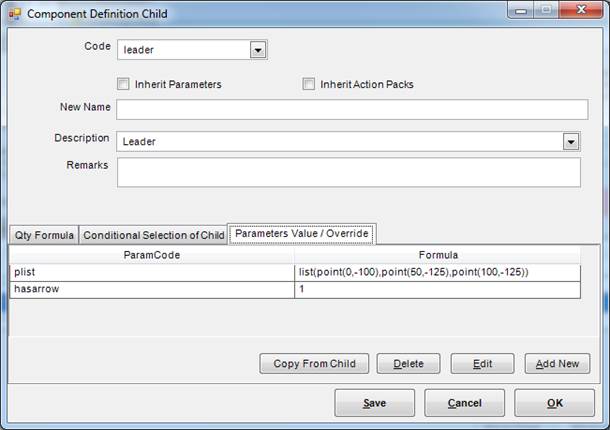 Component Definition Child
Code leader
Inherit Parameters Inherit Action Packs
New Name
Description Leader
Remarks
Qty Formula Conditional Selection of Child Parameters Value / Override
ParamCode Formula
plist list(point(0,-100),point(50,-125),point(100,-125))
hasarrow 1
Copy From Child Delete Edit Add New
Save Cancel OK